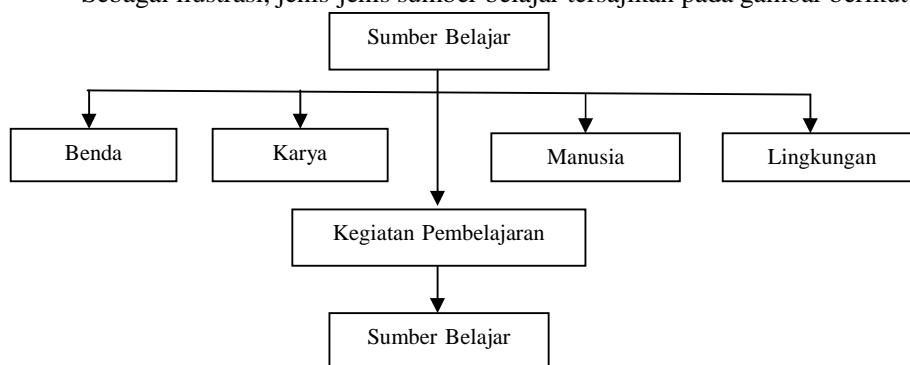 Sebagai ilustrasi, jenis-jenis sumber belajar tersajikan pada gambar berikut
Sumber Belajar
Benda
Karya
Manusia
Lingkungan
Kegiatan Pembelajaran
Sumber Belajar